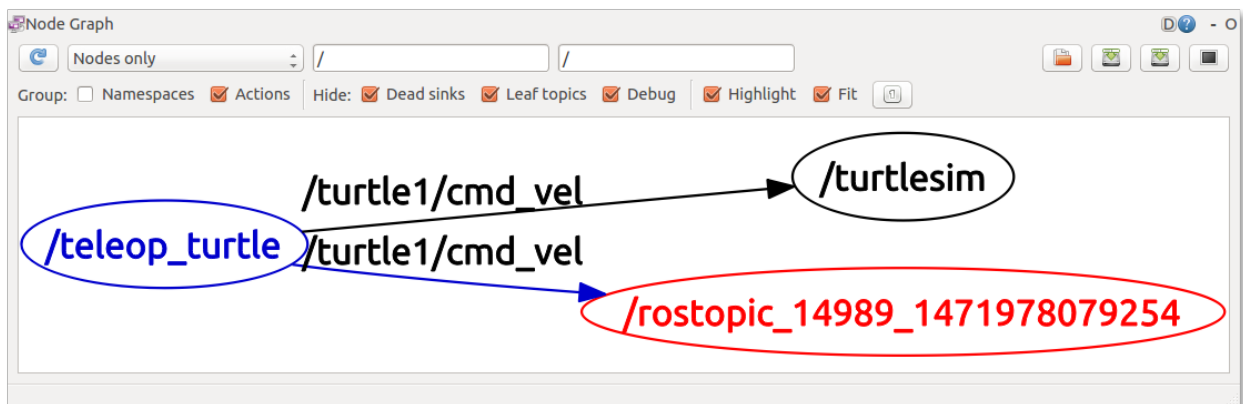 Node Graph D ? - O
Nodes only / /
Group: Namespaces Actions Hide: Dead sinks Leaf topics Debug Highlight Fit
/turtlesim
/turtle1/cmd_vel
/teleop_turtle
/turtle1/cmd_vel
/rostopic_14989_1471978079254